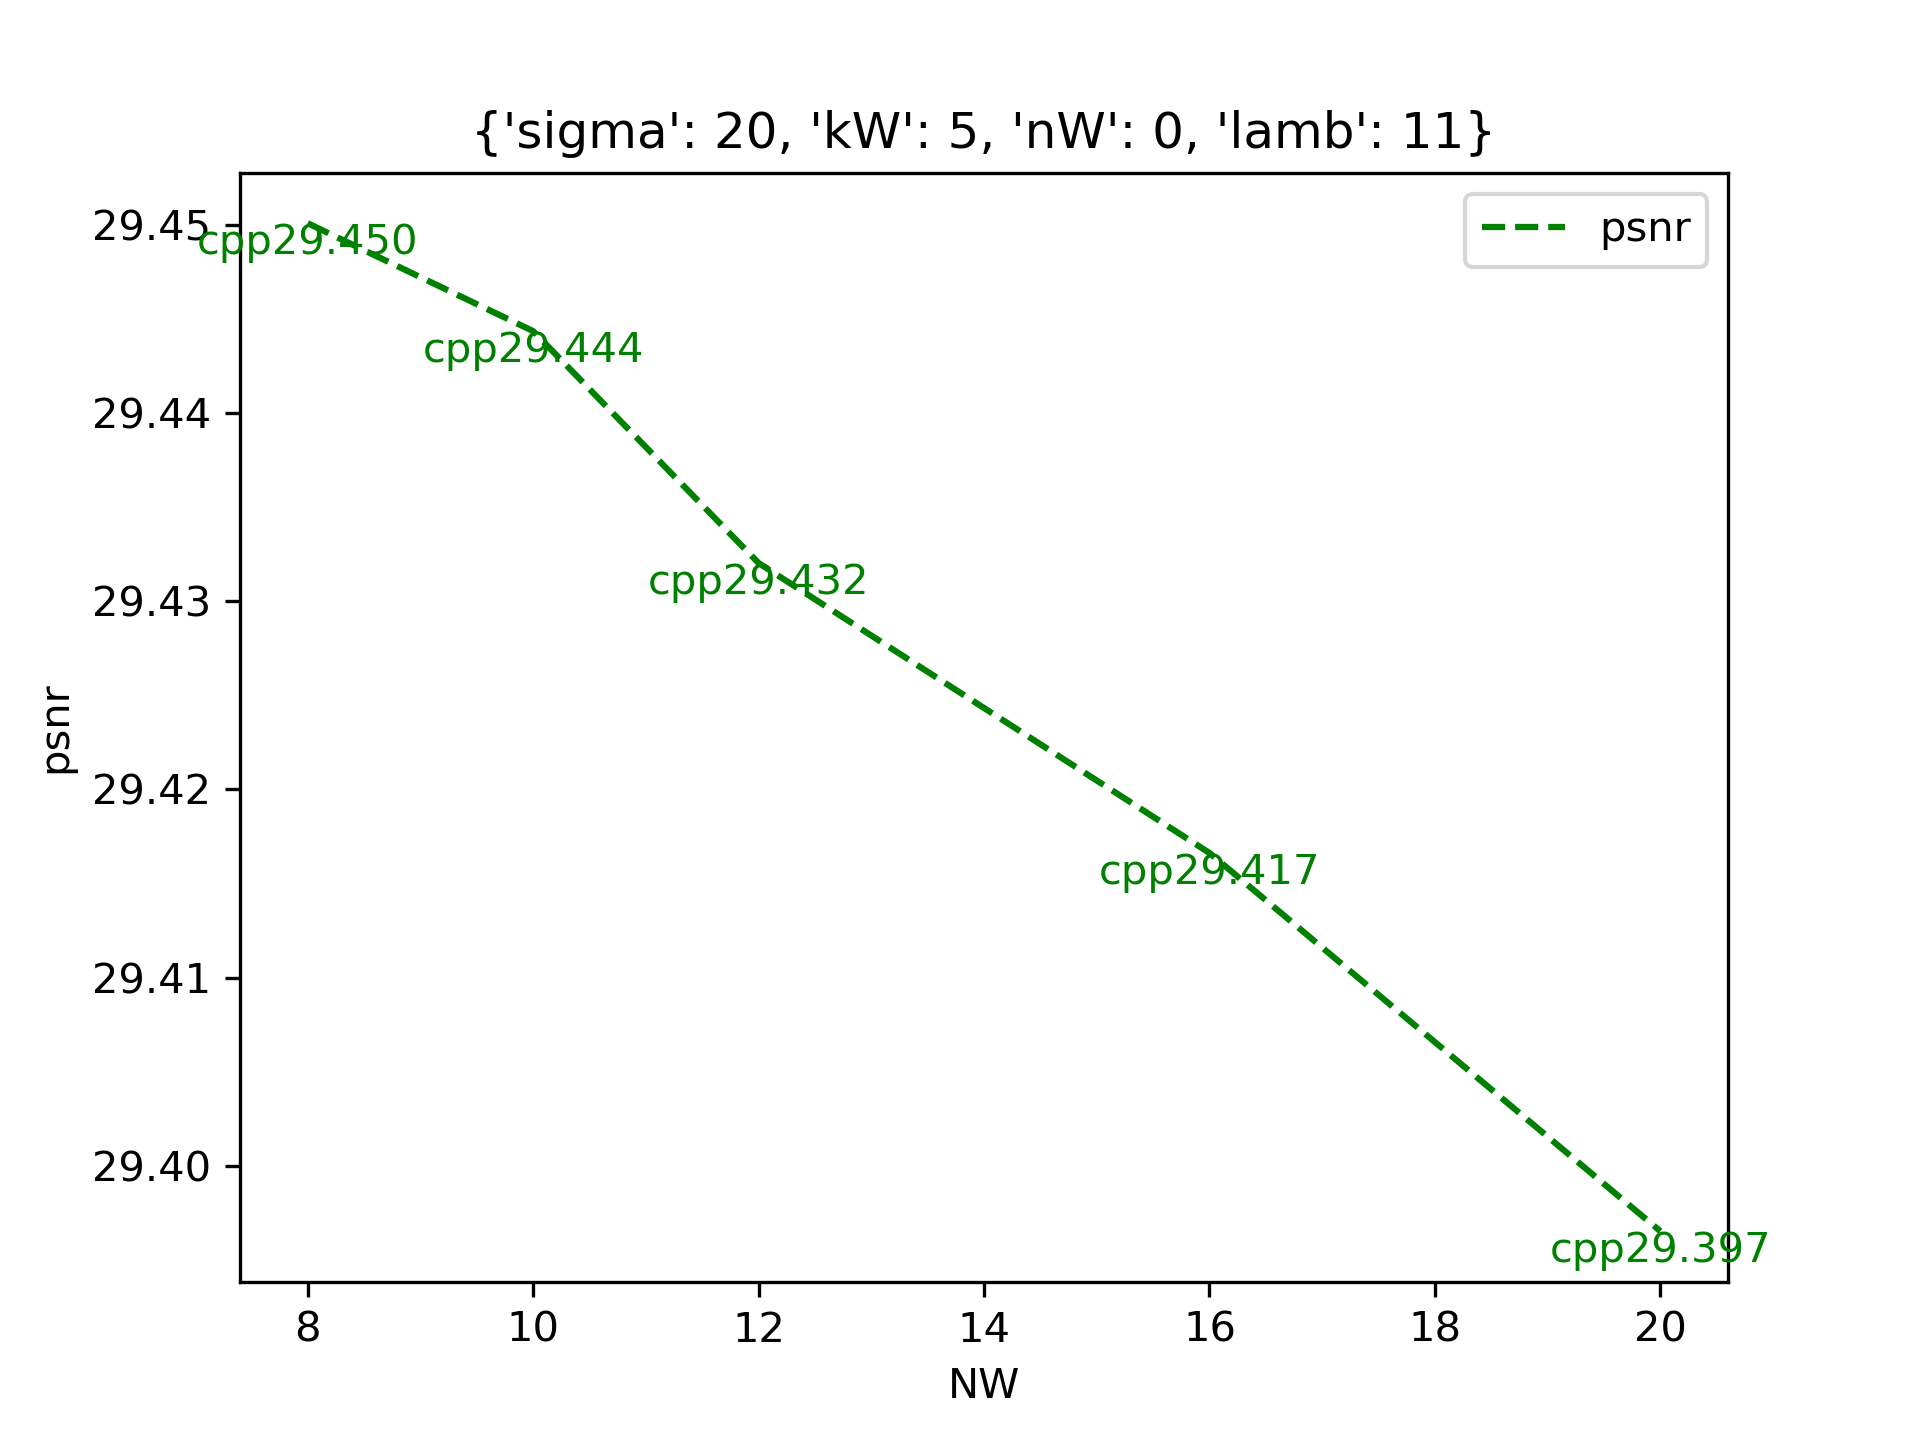 {'sigma': 20, 'kW': 5, 'nW': 0, 'lamb': 11}
psnr
29.45
29.44
29.43
29.42
29.41
29.40
psnr
cpp29.450
cpp29.444
cpp29.432
cpp29.417
cpp29.397
8 10 12 14 16 18 20
NW